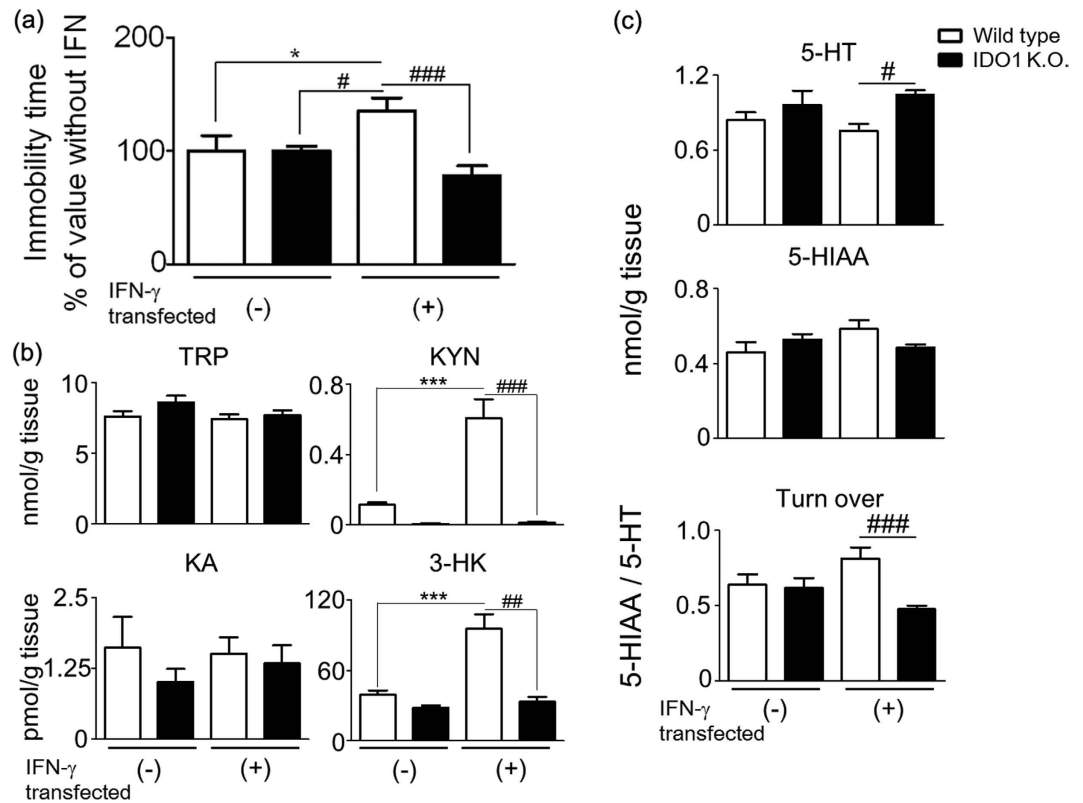 (a)
Immobility time
% of value without IFN
200
100
0
*
#
###
IFN-γ
transfected
(-)
(+)
(b)
TRP
nmol/g tissue
10
5
0
KYN
0.8
0.4
0
***
###
KA
pmol/g tissue
2.5
1.25
0
3-HK
120
60
0
***
##
IFN-γ
transfected
(-)
(+)
(-)
(+)
(c)
Wild type
IDO1 K.O.
5-HT
1.2
0.6
0
#
nmol/g tissue
5-HIAA
0.8
0.4
0
Turn over
5-HIAA / 5-HT
1.0
0.5
0
###
IFN-γ
transfected
(-)
(+)